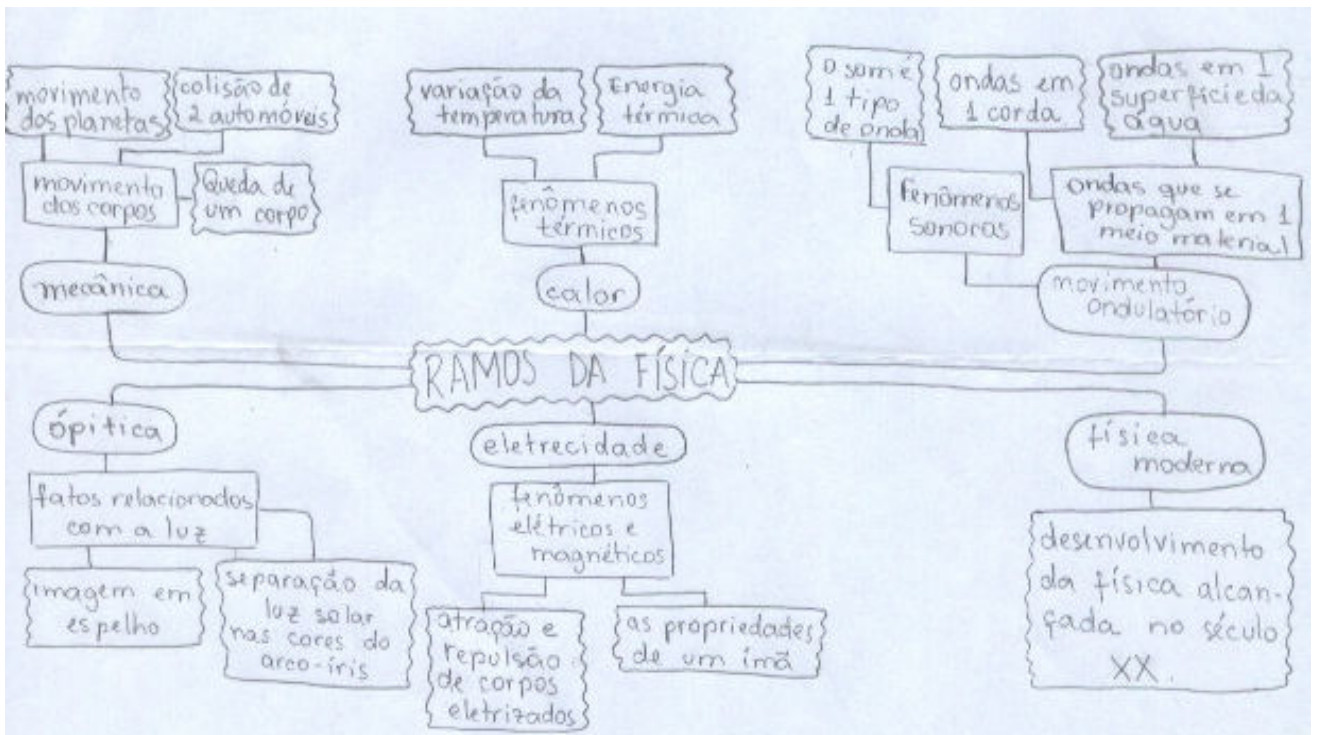 movimento
dos planetas
colisão de
2 automóveis
movimento
dos corpos
Queda de
um corpo
mecânica
variação da
temperatura
Energia
térmica
fenômenos
térmicos
calor
O som é
1 tipo
de onda
ondas em
1 corda
ondas em 1
superfície da
água
Fenômenos
sonoros
ondas que se
propagam em 1
meio material
movimento
ondulatório
RAMOS DA FÍSICA
ópitica
fatos relacionados
com a luz
imagem em
espelho
separação da
luz solar
nas cores do
arco-íris
eletrecidade
fenômenos
elétricos e
magnéticos
atração e
repulsão
de corpos
eletrizados
as propriedades
de um ímã
física
moderna
desenvolvimento
da física alcan-
çada no século
XX.